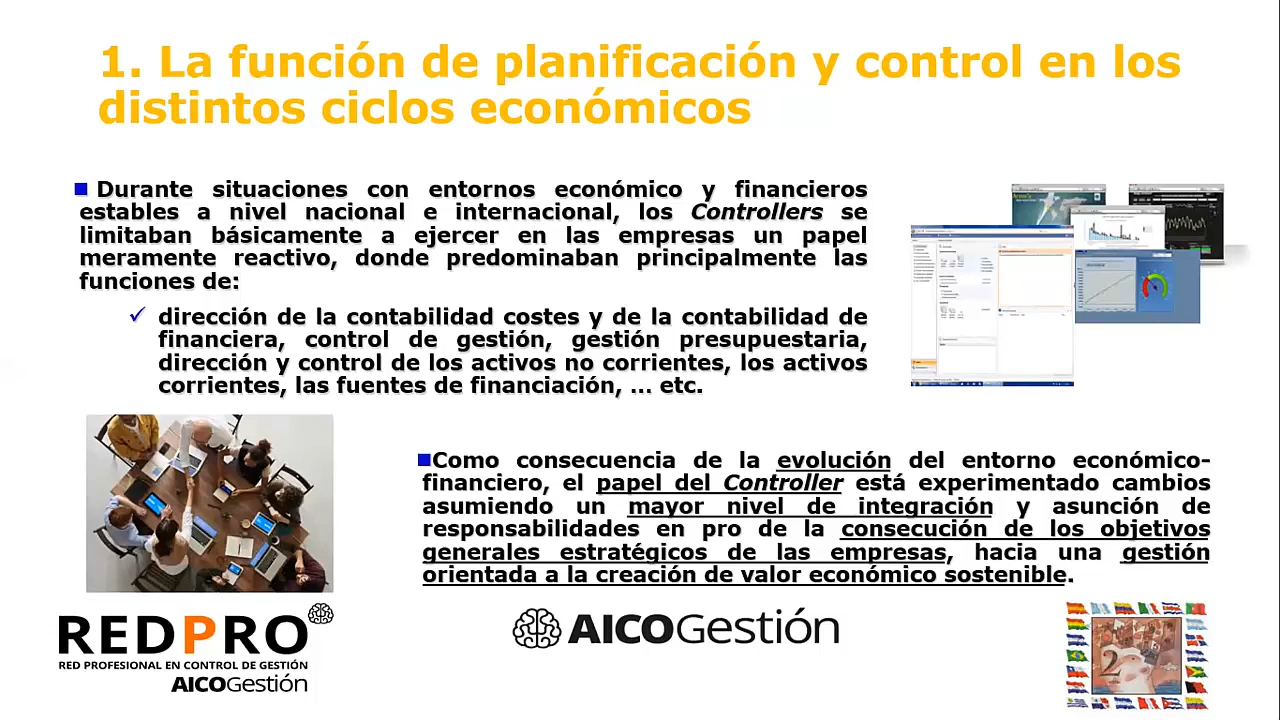 1. La función de planificación y control en los
distintos ciclos económicos
Durante situaciones con entornos económico y financieros
estables a nivel nacional e internacional, los Controllers se
limitaban básicamente a ejercer en las empresas un papel
meramente activo, donde predominaban principalmente las
funciones de:
✓ dirección de la contabilidad costes y de la contabilidad de
financiera, control de gestión, gestión presupuestaria,
dirección y control de los activos no corrientes, los activos
corrientes, las fuentes de financiación, ... etc.
Como consecuencia de la evolución del entorno económico-
financiero, el papel del Controller está experimentado cambios
asumiendo un mayor nivel de integración y asunción de
responsabilidades en pro de la consecución de los objetivos
generales estratégicos de las empresas, hacia una gestión
orientada a la creación de valor económico sostenible.
REDPRO
RED PROFESIONAL EN CONTROL DE GESTIÓN
AICOGestión
AICOGestión
2